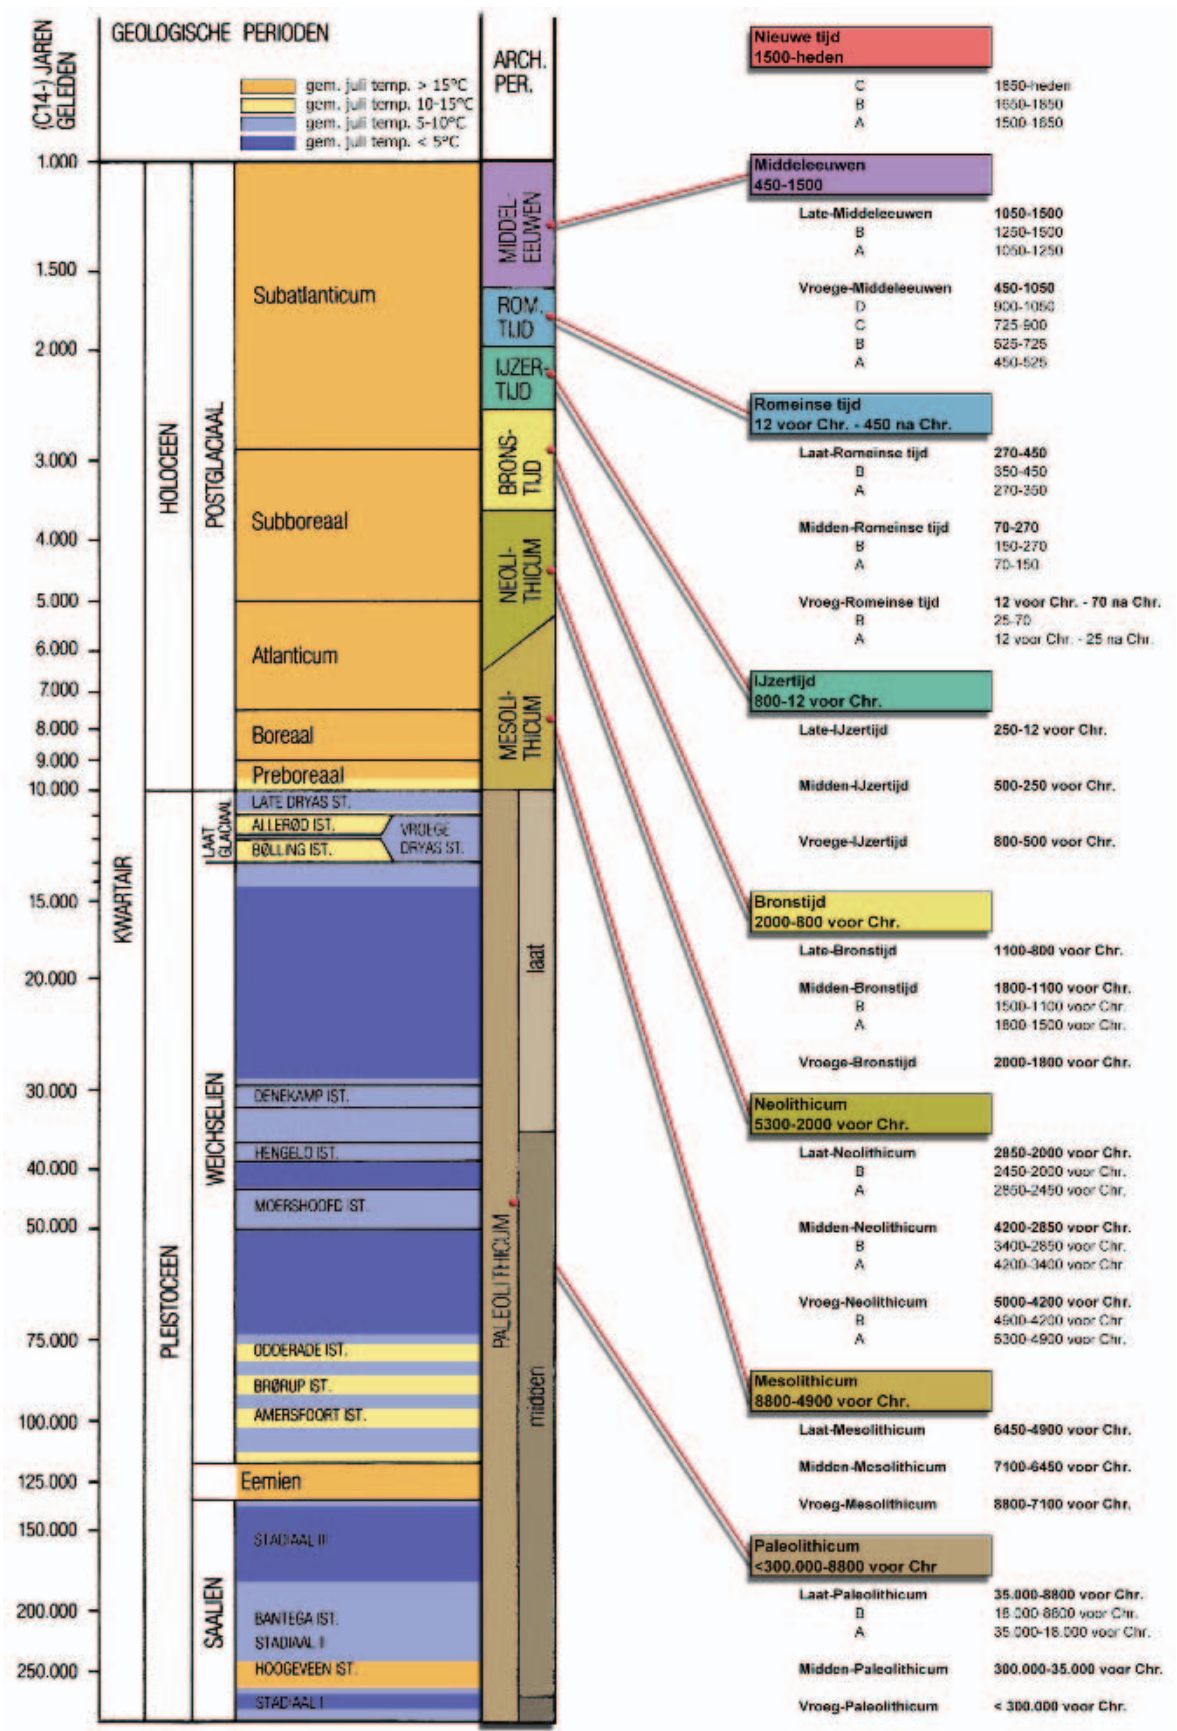 (C14-) JAREN
GELEDEN
GEOLOGISCHE PERIODEN
gem. juli temp. > 15°C
gem. juli temp. 10-15°C
gem. juli temp. 5-10°C
gem. juli temp. < 5°C
ARCH.
PER.
1.000
1.500
2.000
3.000
4.000
5.000
6.000
7.000
8.000
9.000
10.000
15.000
20.000
30.000
40.000
50.000
75.000
100.000
125.000
150.000
200.000
250.000
KWARTAIR
HOLOCEEN
PLEISTOCEEN
POSTGLACIAAL
LAAT
GLACIAAL
WEICHSELIEN
SAALIEN
Subatlanticum
Subboreaal
Atlanticum
Boreaal
Preboreaal
LATE DRYAS ST.
ALLERØD IST.
VROEGE
DRYAS ST.
BØLLING IST.
DENEKAMP IST.
HENGELO IST.
MOERSHOOFD IST.
ODDERADE IST.
BRØRUP IST.
AMERSFOORT IST.
Eemien
STADIAAL III
BANTEGA IST.
STADIAAL II
HOOGEVEEN IST.
STADIAAL I
MIDDEL-
EEUWEN
ROM.
TIJD
IJZER-
TIJD
BRONS-
TIJD
NEOLI-
THICUM
MESOLI-
THICUM
PALEOLITHICUM
laat
midden
Nieuwe tijd
1500-heden
C 1850-heden
B 1650-1850
A 1500-1650
Middeleeuwen
450-1500
Late-Middeleeuwen 1050-1500
B 1250-1500
A 1050-1250
Vroege-Middeleeuwen 450-1050
D 900-1050
C 725-900
B 525-725
A 450-525
Romeinse tijd
12 voor Chr. - 450 na Chr.
Laat-Romeinse tijd 270-450
B 350-450
A 270-350
Midden-Romeinse tijd 70-270
B 150-270
A 70-150
Vroeg-Romeinse tijd 12 voor Chr. - 70 na Chr.
B 25-70
A 12 voor Chr. - 25 na Chr.
IJzertijd
800-12 voor Chr.
Late-IJzertijd 250-12 voor Chr.
Midden-IJzertijd 500-250 voor Chr.
Vroege-IJzertijd 800-500 voor Chr.
Bronstijd
2000-800 voor Chr.
Late-Bronstijd 1100-800 voor Chr.
Midden-Bronstijd 1800-1100 voor Chr.
B 1500-1100 voor Chr.
A 1800-1500 voor Chr.
Vroege-Bronstijd 2000-1800 voor Chr.
Neolithicum
5300-2000 voor Chr.
Laat-Neolithicum 2850-2000 voor Chr.
B 2450-2000 voor Chr.
A 2850-2450 voor Chr.
Midden-Neolithicum 4200-2850 voor Chr.
B 3400-2850 voor Chr.
A 4200-3400 voor Chr.
Vroeg-Neolithicum 5000-4200 voor Chr.
B 4900-4200 voor Chr.
A 5300-4900 voor Chr.
Mesolithicum
8800-4900 voor Chr.
Laat-Mesolithicum 6450-4900 voor Chr.
Midden-Mesolithicum 7100-6450 voor Chr.
Vroeg-Mesolithicum 8800-7100 voor Chr.
Paleolithicum
<300.000-8800 voor Chr
Laat-Paleolithicum 35.000-8800 voor Chr.
B 18.000-8800 voor Chr.
A 35.000-18.000 voor Chr.
Midden-Paleolithicum 300.000-35.000 voor Chr.
Vroeg-Paleolithicum < 300.000 voor Chr.